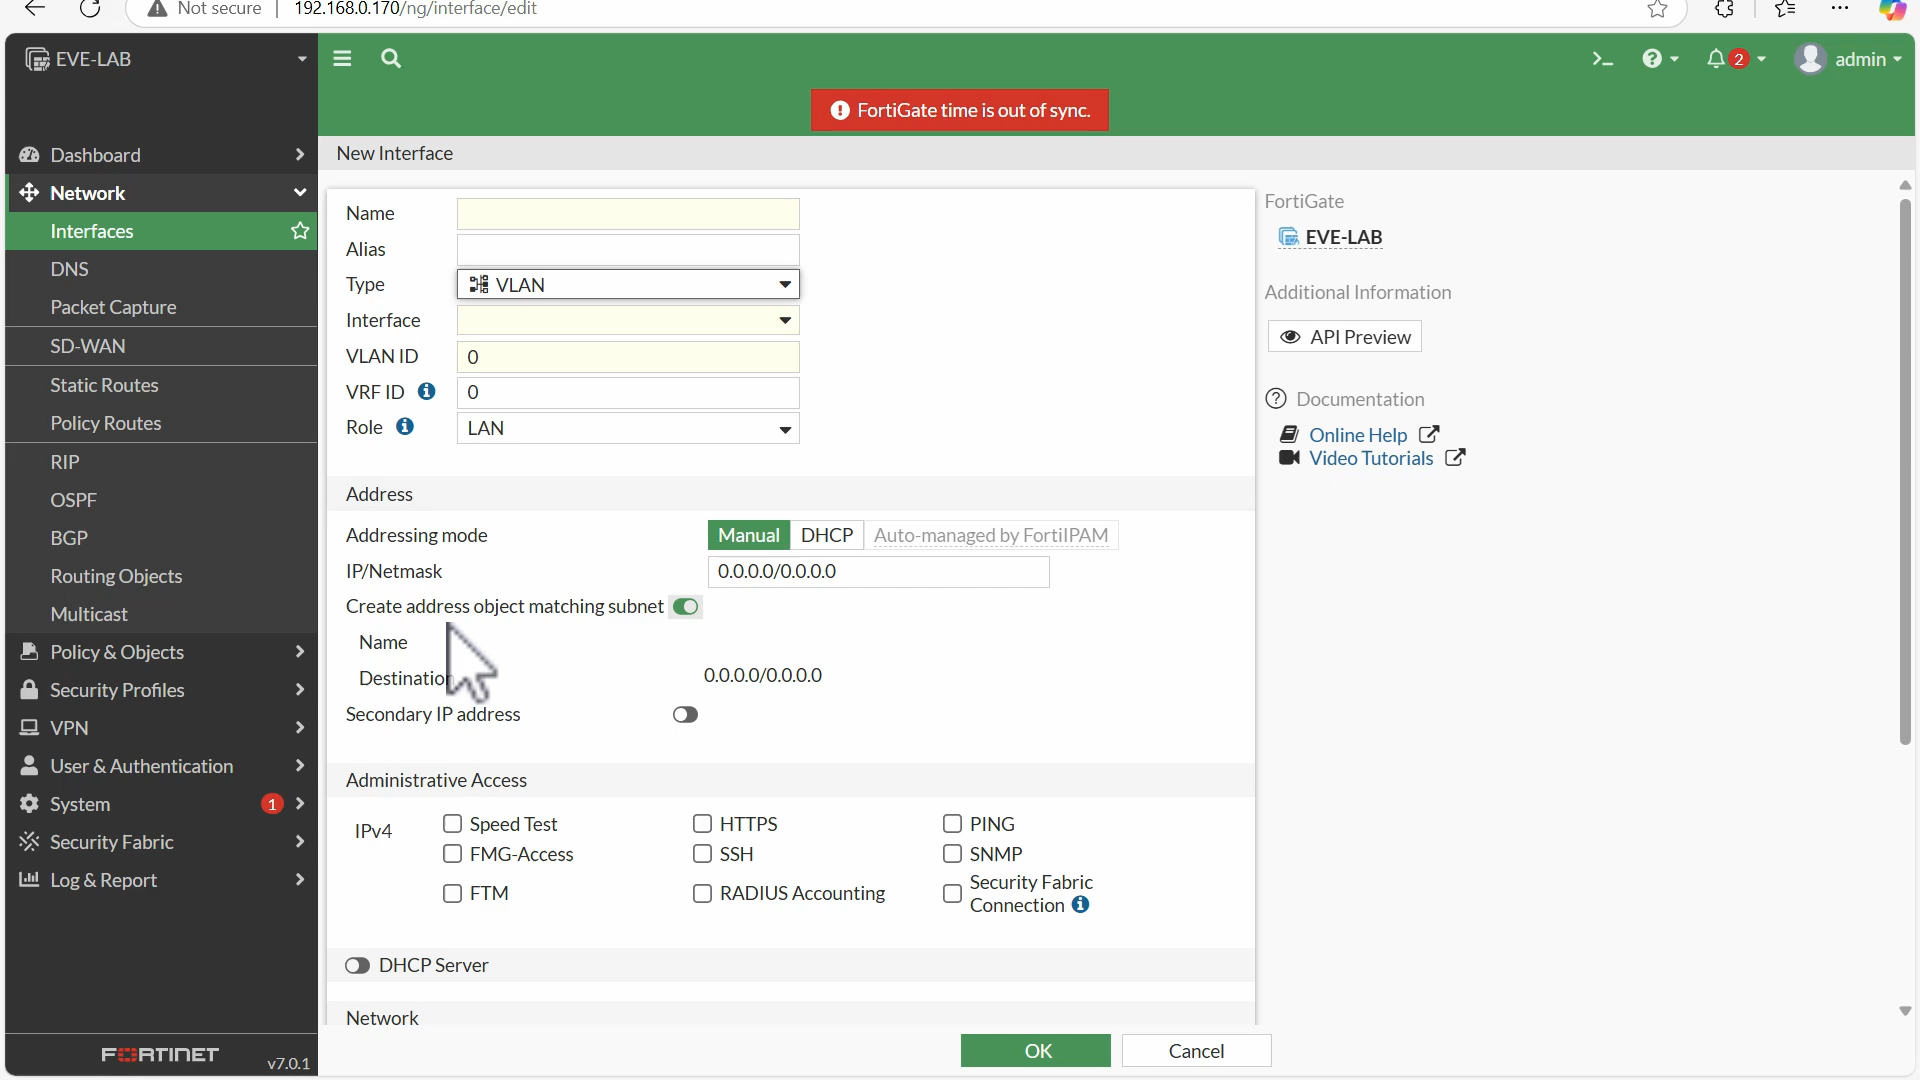 Not secure
192.168.0.170/ng/interface/edit
EVE-LAB
2
admin
FortiGate time is out of sync.
Dashboard
Network
Interfaces
DNS
Packet Capture
SD-WAN
Static Routes
Policy Routes
RIP
OSPF
BGP
Routing Objects
Multicast
Policy & Objects
Security Profiles
VPN
User & Authentication
System 1
Security Fabric
Log & Report
FORTINET v7.0.1
New Interface
Name
Alias
Type VLAN
Interface
VLAN ID 0
VRF ID 0
Role LAN
Address
Addressing mode Manual DHCP Auto-managed by FortiIPAM
IP/Netmask 0.0.0.0/0.0.0.0
Create address object matching subnet
Name
Destination 0.0.0.0/0.0.0.0
Secondary IP address
Administrative Access
IPv4
Speed Test HTTPS PING
FMG-Access SSH SNMP
FTM RADIUS Accounting Security Fabric
Connection
DHCP Server
Network
OK Cancel
FortiGate
EVE-LAB
Additional Information
API Preview
Documentation
Online Help
Video Tutorials